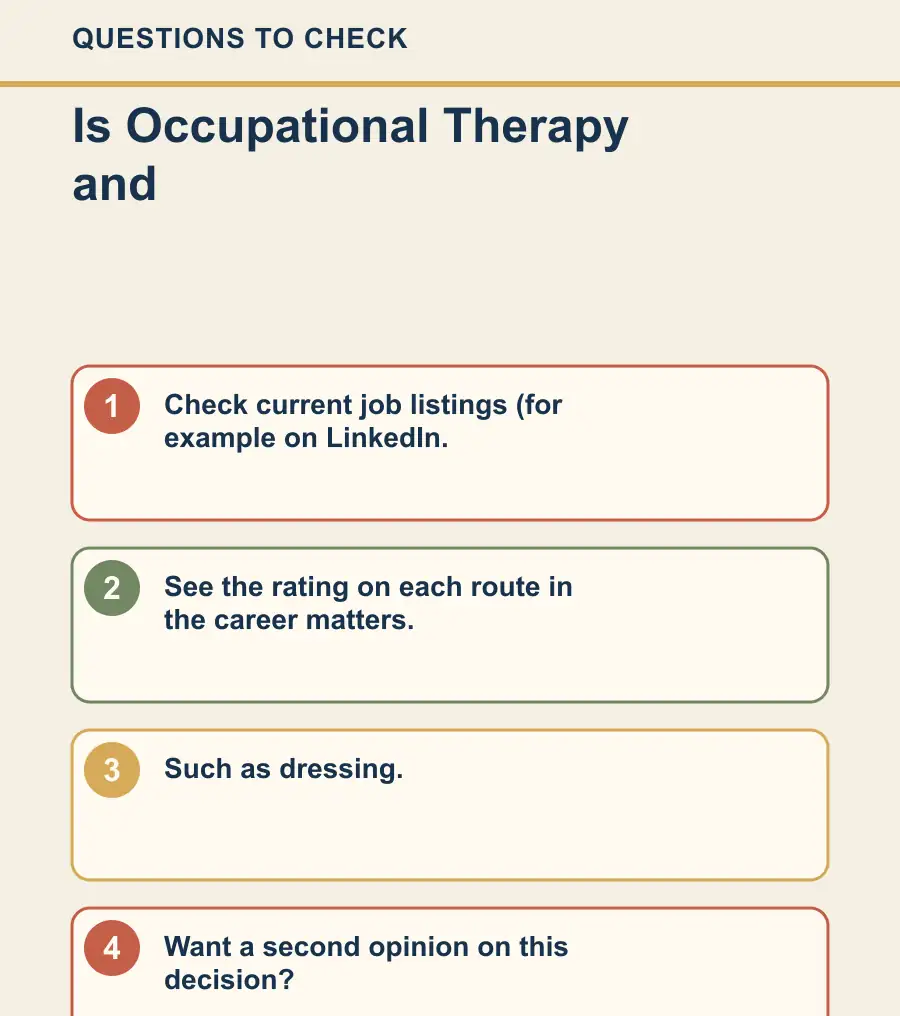 QUESTIONS TO CHECK
Is Occupational Therapy
and
1
Check current job listings (for
example on LinkedIn.
2
See the rating on each route in
the career matters.
3
Such as dressing.
4
Want a second opinion on this
decision?